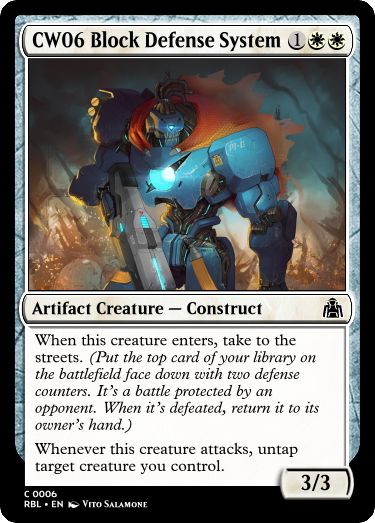 CW06 Block Defense System 1
When this creature enters, take to the
streets. (Put the top card of your library on
the battlefield face down with two defense
counters. It's a battle protected by an
opponent. When it's defeated, return it to its
owner's hand.)
Whenever this creature attacks, untap
target creature you control.
Artifact Creature — Construct
3/3
C 0006
RBL • EN Vito Salamone